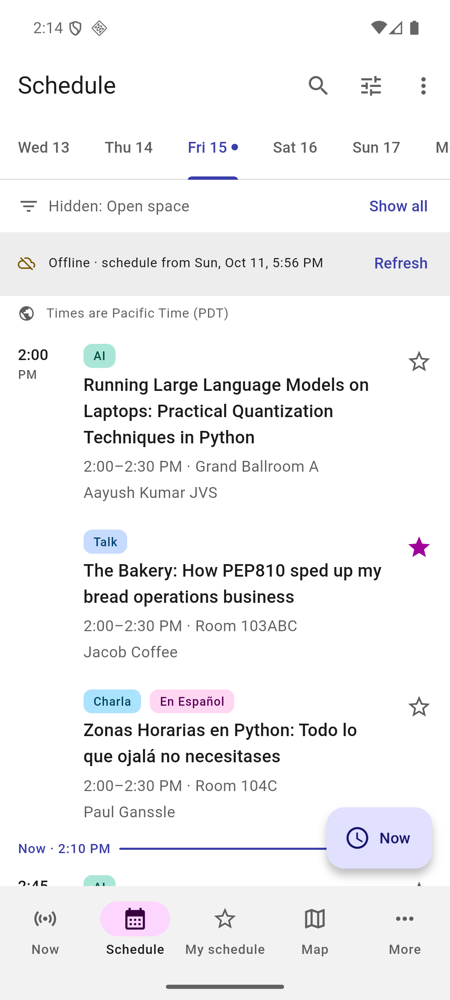 2:14
Schedule
Wed 13
Thu 14
Fri 15
Sat 16
Sun 17
M
Hidden: Open space
Show all
Offline · schedule from Sun, Oct 11, 5:56 PM
Refresh
Times are Pacific Time (PDT)
2:00
PM
AI
Running Large Language Models on
Laptops: Practical Quantization
Techniques in Python
2:00–2:30 PM · Grand Ballroom A
Aayush Kumar JVS
Talk
The Bakery: How PEP810 sped up my
bread operations business
2:00–2:30 PM · Room 103ABC
Jacob Coffee
Charla
En Español
Zonas Horarias en Python: Todo lo
que ojalá no necesitases
2:00–2:30 PM · Room 104C
Paul Ganssle
Now · 2:10 PM
Now
2:45
AI
Now
Schedule
My schedule
Map
More